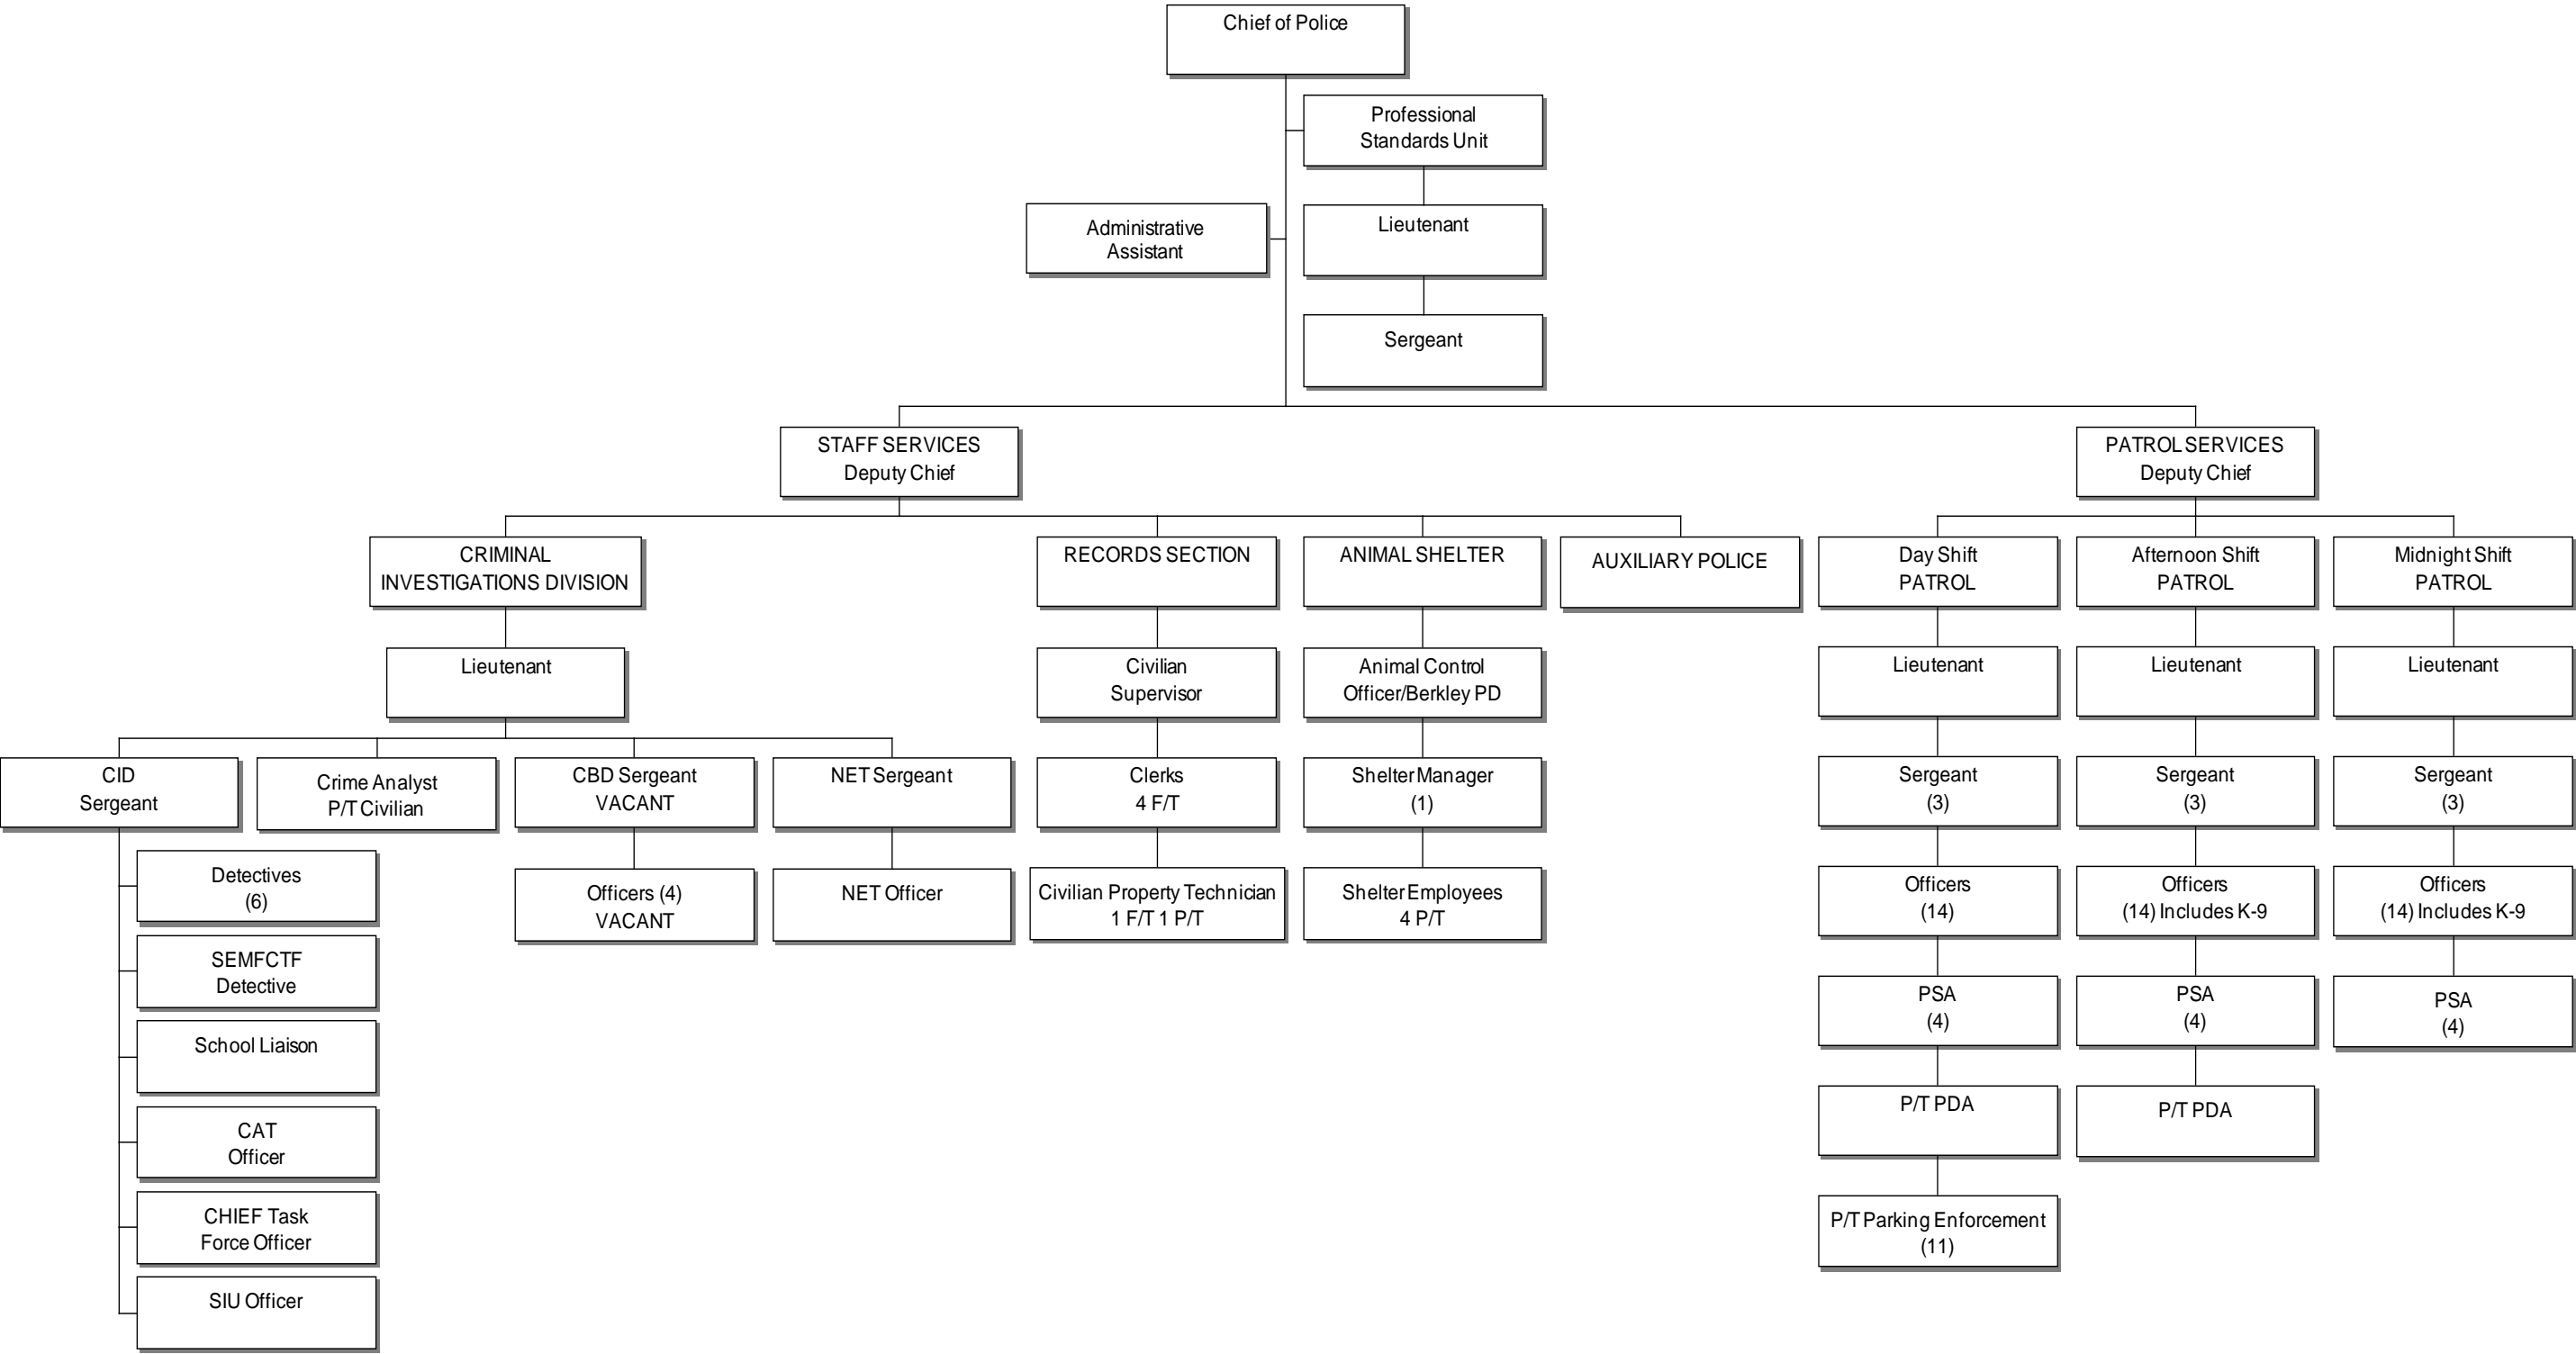 Chief of Police
Professional
Standards Unit
Administrative
Assistant
Lieutenant
Sergeant
STAFF SERVICES
Deputy Chief
PATROL SERVICES
Deputy Chief
CRIMINAL
INVESTIGATIONS DIVISION
RECORDS SECTION
ANIMAL SHELTER
AUXILIARY POLICE
Day Shift
PATROL
Afternoon Shift
PATROL
Midnight Shift
PATROL
Lieutenant
Civilian
Supervisor
Animal Control
Officer/Berkley PD
Lieutenant
Lieutenant
Lieutenant
CID
Sergeant
Crime Analyst
P/T Civilian
CBD Sergeant
VACANT
NET Sergeant
Clerks
4 F/T
Shelter Manager
(1)
Sergeant
(3)
Sergeant
(3)
Sergeant
(3)
Detectives
(6)
Officers (4)
VACANT
NET Officer
Civilian Property Technician
1 F/T 1 P/T
Shelter Employees
4 P/T
Officers
(14)
Officers
(14) Includes K-9
Officers
(14) Includes K-9
SEMFCTF
Detective
PSA
(4)
PSA
(4)
PSA
(4)
School Liaison
P/T PDA
P/T PDA
CAT
Officer
CHIEF Task
Force Officer
P/T Parking Enforcement
(11)
SIU Officer